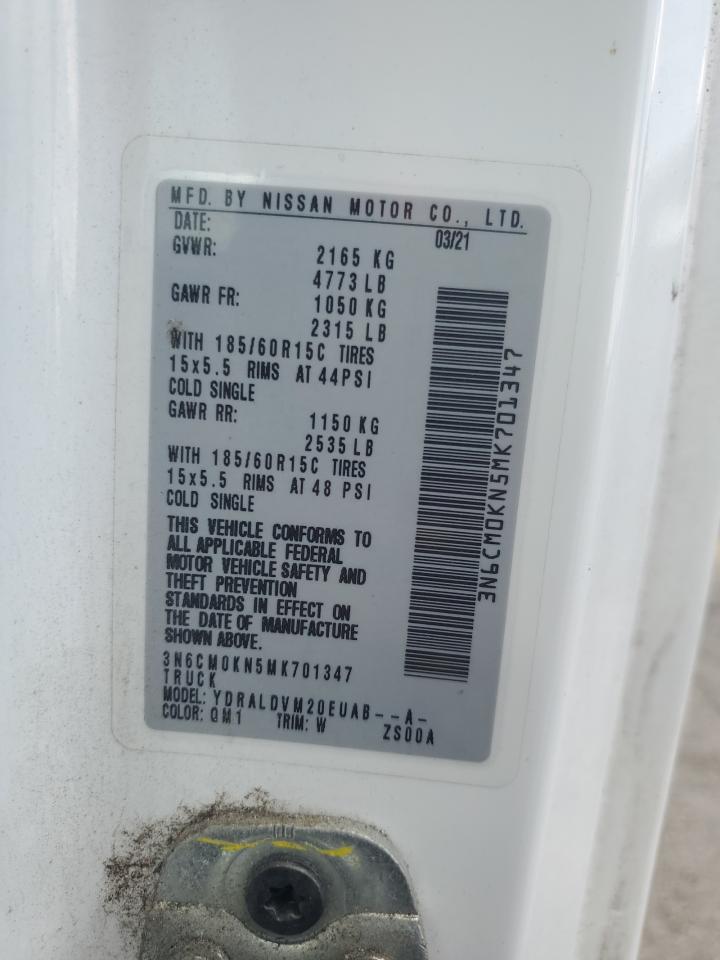 MFD. BY NISSAN MOTOR CO., LTD.
DATE: 03/21
GVWR: 2165 KG
4773 LB
GAWR FR: 1050 KG
2315 LB
WITH 185/60R15C TIRES
15x5.5 RIMS AT 44PSI
COLD SINGLE
GAWR RR: 1150 KG
2535 LB
WITH 185/60R15C TIRES
15x5.5 RIMS AT 48 PSI
COLD SINGLE
THIS VEHICLE CONFORMS TO
ALL APPLICABLE FEDERAL
MOTOR VEHICLE SAFETY AND
THEFT PREVENTION
STANDARDS IN EFFECT ON
THE DATE OF MANUFACTURE
SHOWN ABOVE.
3N6CM0KN5MK701347
TRUCK
MODEL: YDRALDVM20EUAB--A-
COLOR: QM1 TRIM: W ZS00A
3N6CM0KN5MK701347